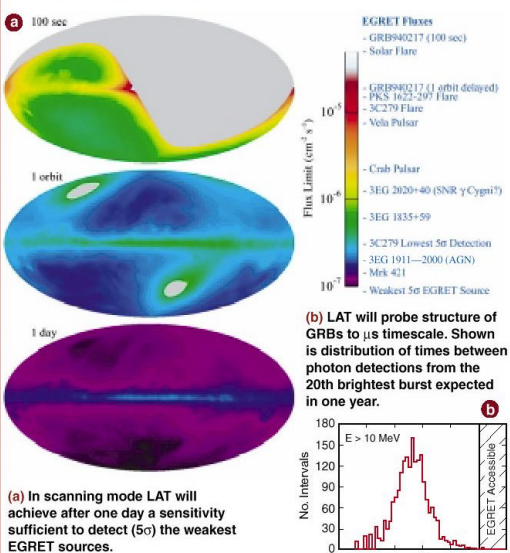 a
100 sec
1 orbit
1 day
(a) In scanning mode LAT will
achieve after one day a sensitivity
sufficient to detect (5σ) the weakest
EGRET sources.
EGRET Fluxes
- GRB940217 (100 sec)
- Solar Flare
- GRB940217 (1 orbit delayed)
- PKS 1622-297 Flare
- 3C279 Flare
- Vela Pulsar
- Crab Pulsar
- 3EG 2020+40 (SNR γ Cygni?)
- 3EG 1835+59
- 3C279 Lowest 5σ Detection
- 3EG 1911—2000 (AGN)
- Mrk 421
- Weakest 5σ EGRET Source
10⁻⁵
10⁻⁶
10⁻⁷
Flux Limit (cm⁻² s⁻¹)
(b) LAT will probe structure of
GRBs to μs timescale. Shown
is distribution of times between
photon detections from the
20th brightest burst expected
in one year.
b
180
150
120
90
60
30
0
No. Intervals
E > 10 MeV
EGRET Accessible